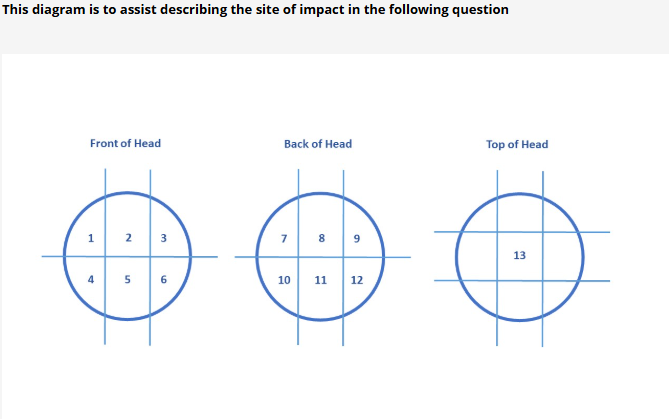 This diagram is to assist describing the site of impact in the following question
Front of Head
Back of Head
Top of Head
1 2 3
7 8 9
13
4 5 6
10 11 12